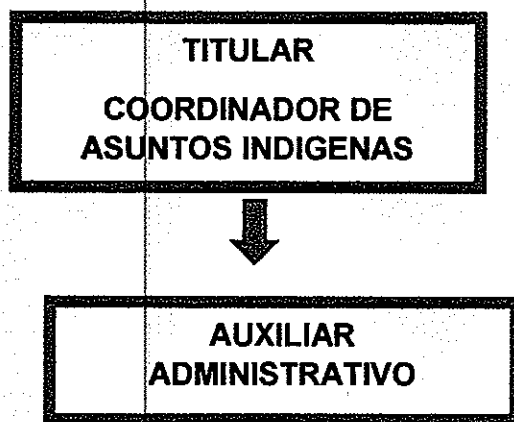 TITULAR
COORDINADOR DE
ASUNTOS INDIGENAS
AUXILIAR
ADMINISTRATIVO